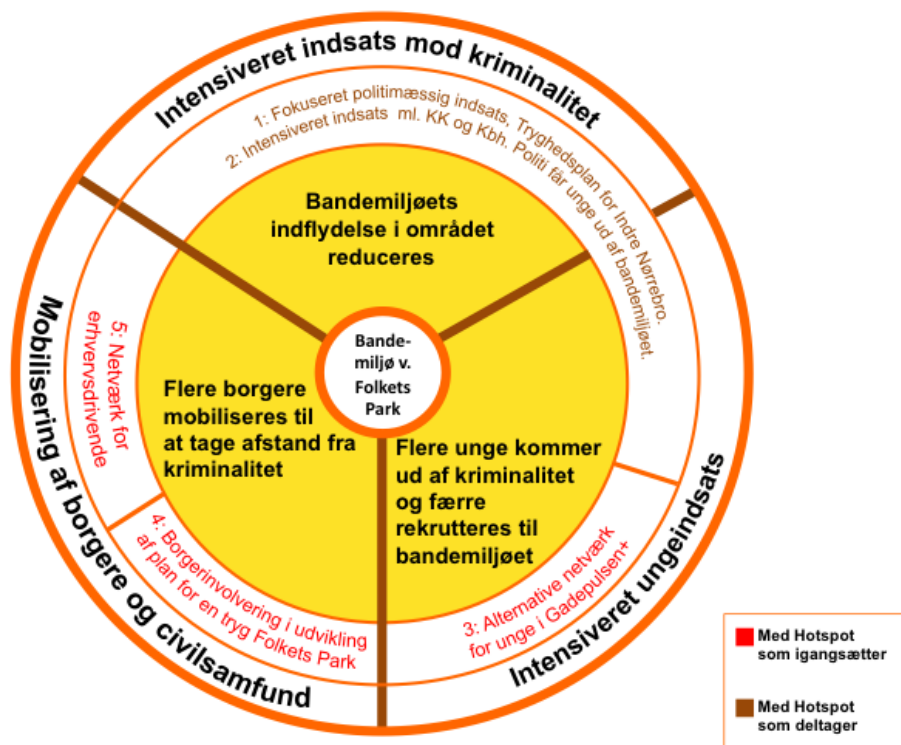 Intensiveret indsats mod kriminalitet
1: Fokuseret politimæssig indsats, Tryghedsplan for Indre Nørrebro.
2: Intensiveret indsats ml. KK og Kbh. Politi får unge ud af bandemiljøet.
Bandemiljøets
indflydelse i området
reduceres
Bande-
miljø v.
Folkets
Park
Flere borgere
mobiliseres til
at tage afstand fra
kriminalitet
Flere unge kommer
ud af kriminalitet
og færre
rekrutteres til
bandemiljøet
5: Netværk for
erhvervsdrivende
4: Borgerinvolvering i udvikling
af plan for en tryg Folkets Park
3: Alternative netværk
for unge i Gadepulsen+
Mobilisering af borgere og civilsamfund
Intensiveret ungeindsats
Med Hotspot
som igangsætter
Med Hotspot
som deltager